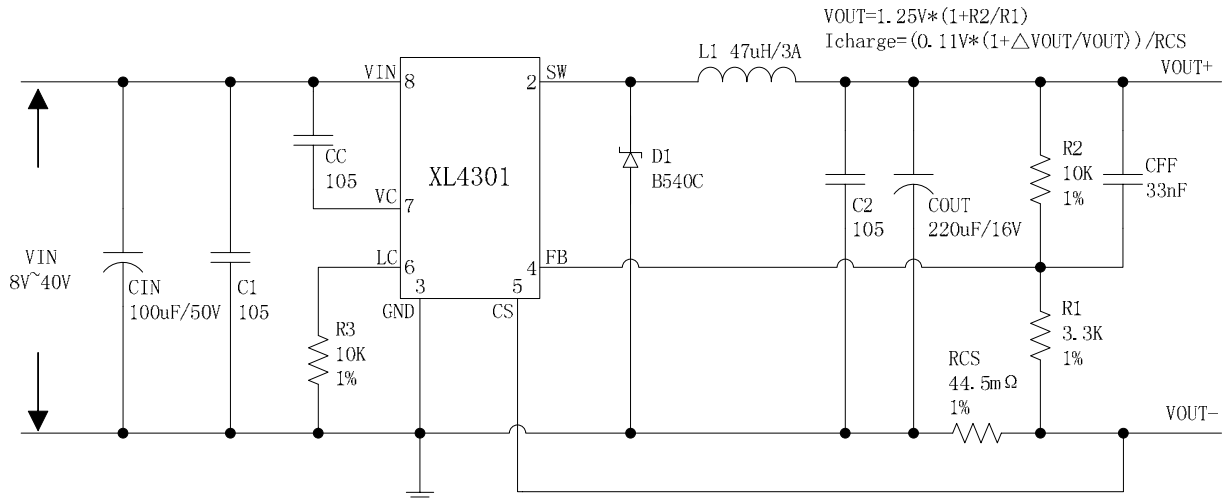 VOUT=1.25V*(1+R2/R1)
Icharge=(0.11V*(1+△VOUT/VOUT))/RCS
L1 47uH/3A
VOUT+
VIN
8
2
SW
CC
105
XL4301
D1
B540C
R2
10K
1%
CFF
33nF
VC
7
C2
105
COUT
220uF/16V
VIN
8V~40V
CIN
100uF/50V
C1
105
LC
6
4
FB
3
5
GND
CS
R3
10K
1%
R1
3.3K
1%
RCS
44.5mΩ
1%
VOUT-